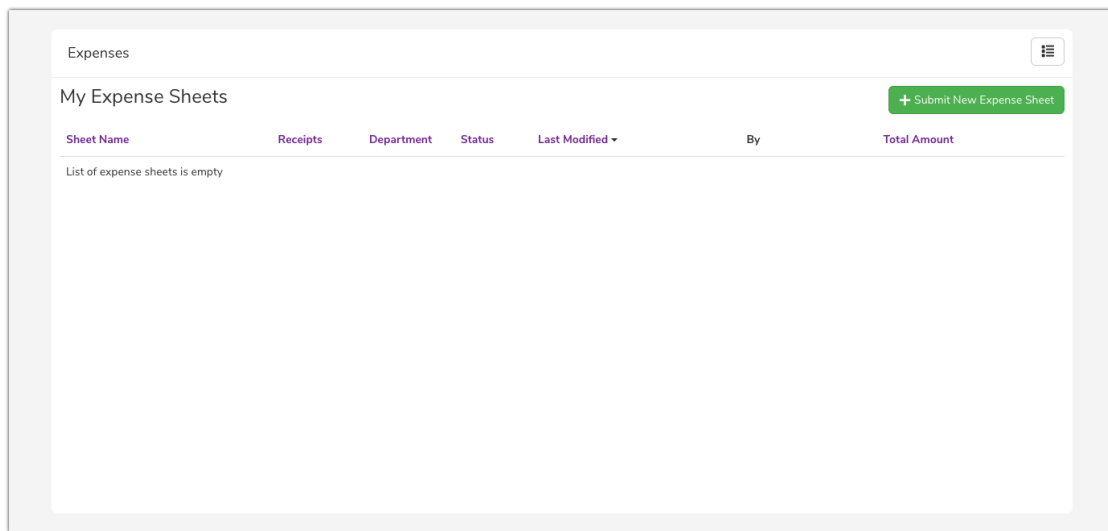 Expenses
My Expense Sheets
Submit New Expense Sheet
Sheet Name Receipts Department Status Last Modified By Total Amount
List of expense sheets is empty